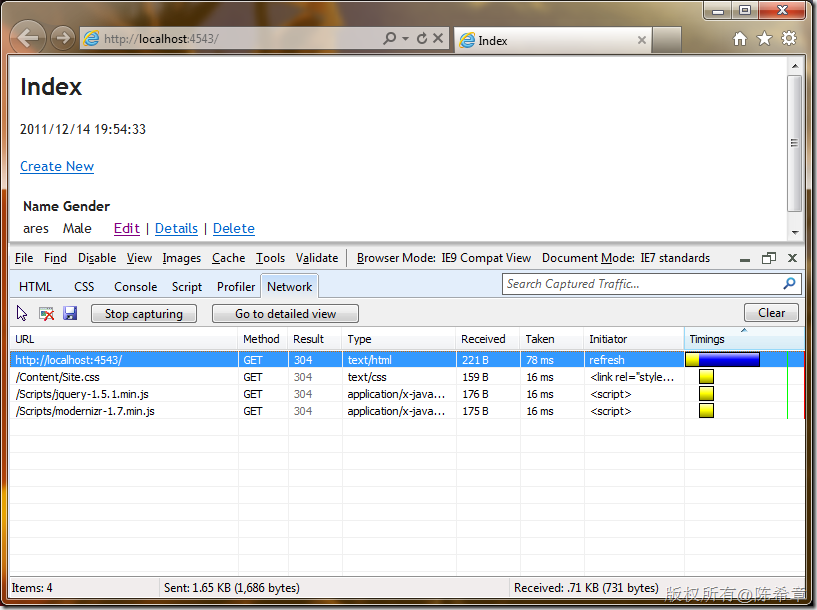 http://localhost:4543/
Index
Index
2011/12/14 19:54:33
Create New
Name Gender
ares Male Edit | Details | Delete
File Find Disable View Images Cache Tools Validate Browser Mode: IE9 Compat View Document Mode: IE7 standards
HTML CSS Console Script Profiler Network Search Captured Traffic...
Stop capturing Go to detailed view Clear
URL Method Result Type Received Taken Initiator Timings
http://localhost:4543/ GET 304 text/html 221 B 78 ms refresh
/Content/Site.css GET 304 text/css 159 B 16 ms <link rel="style...
/Scripts/jquery-1.5.1.min.js GET 304 application/x-java... 176 B 16 ms <script>
/Scripts/modernizr-1.7.min.js GET 304 application/x-java... 175 B 16 ms <script>
Items: 4 Sent: 1.65 KB (1,686 bytes) Received: .71 KB (731 bytes)
版权所有@陈希章